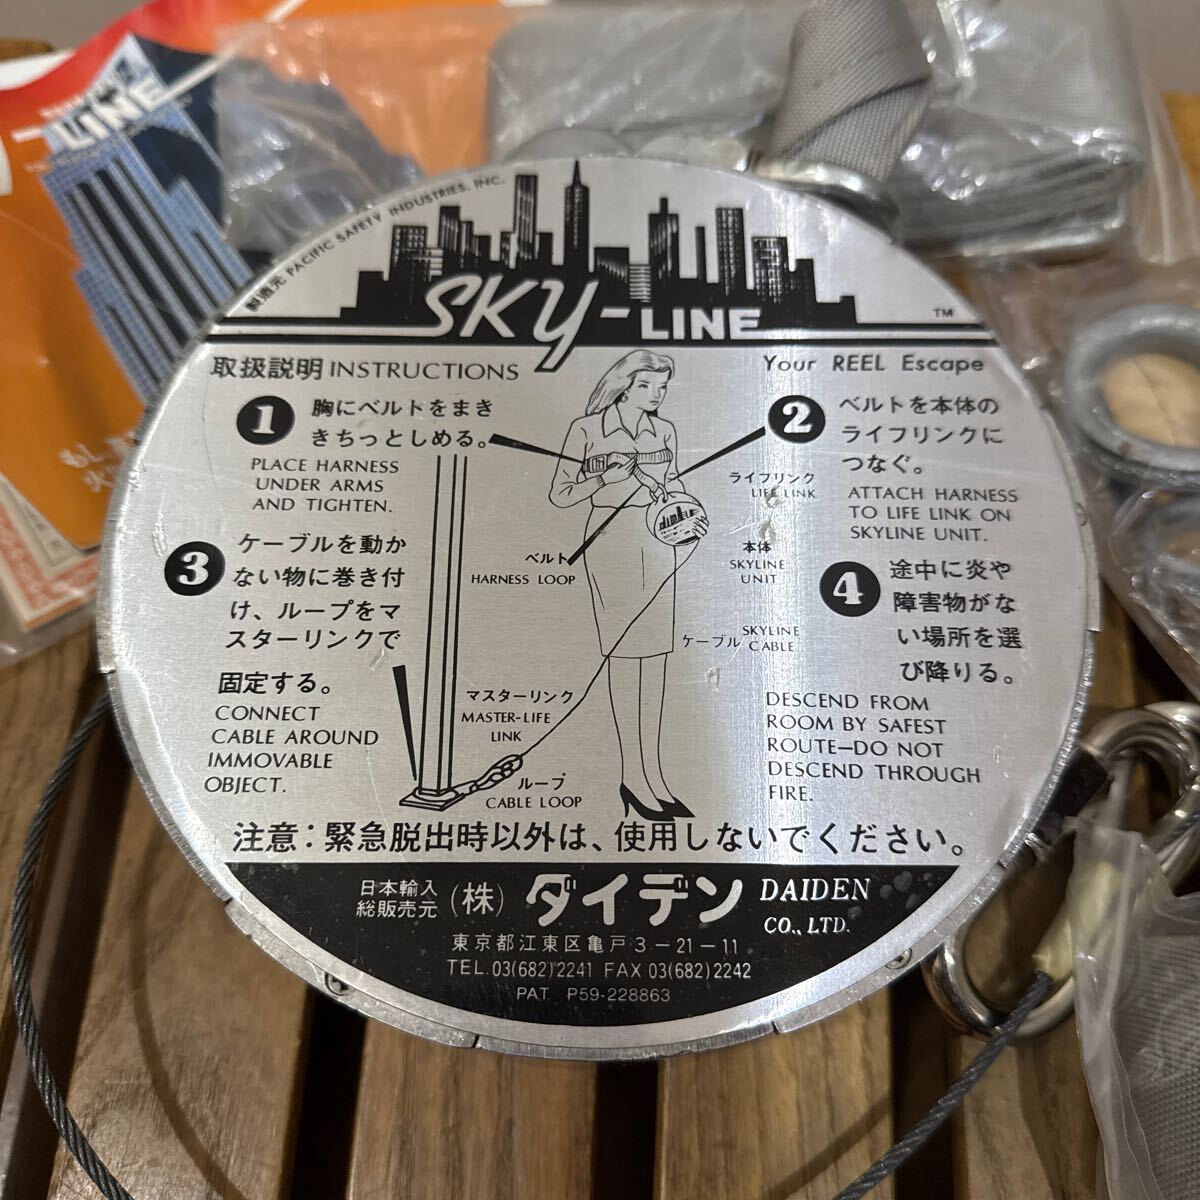 LINE
製造元 PACIFIC SAFETY INDUSTRIES, INC.
SKY-LINE
TM
取扱説明 INSTRUCTIONS
Your REEL Escape
1
胸にベルトをまき
きちっとしめる。
PLACE HARNESS
UNDER ARMS
AND TIGHTEN.
2
ベルトを本体の
ライフリンクに
つなぐ。
ATTACH HARNESS
TO LIFE LINK ON
SKYLINE UNIT.
ライフリンク
LIFE LINK
本体
SKYLINE
UNIT
ベルト
HARNESS LOOP
3
ケーブルを動か
ない物に巻き付
け、ループをマ
スターリンクで
固定する。
CONNECT
CABLE AROUND
IMMOVABLE
OBJECT.
ケーブル
SKYLINE
CABLE
マスターリンク
MASTER-LIFE
LINK
ループ
CABLE LOOP
4
途中に炎や
障害物がな
い場所を選
び降りる。
DESCEND FROM
ROOM BY SAFEST
ROUTE—DO NOT
DESCEND THROUGH
FIRE.
注意：緊急脱出時以外は、使用しないでください。
日本輸入
総販売元
(株) ダイデン DAIDEN
CO., LTD.
東京都江東区亀戸3-21-11
TEL.03(682)2241 FAX 03(682)2242
PAT. P59-228863